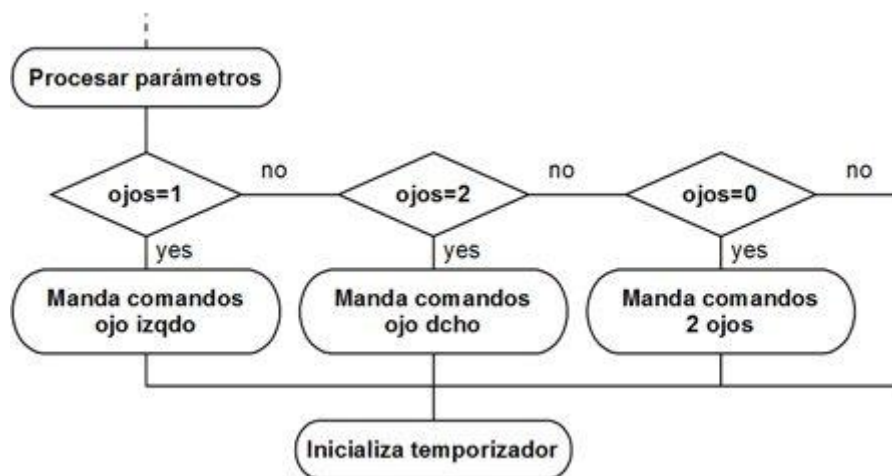 Procesar parámetros
ojos=1
no
ojos=2
no
ojos=0
no
yes
yes
yes
Manda comandos
ojo izqdo
Manda comandos
ojo dcho
Manda comandos
2 ojos
Inicializa temporizador